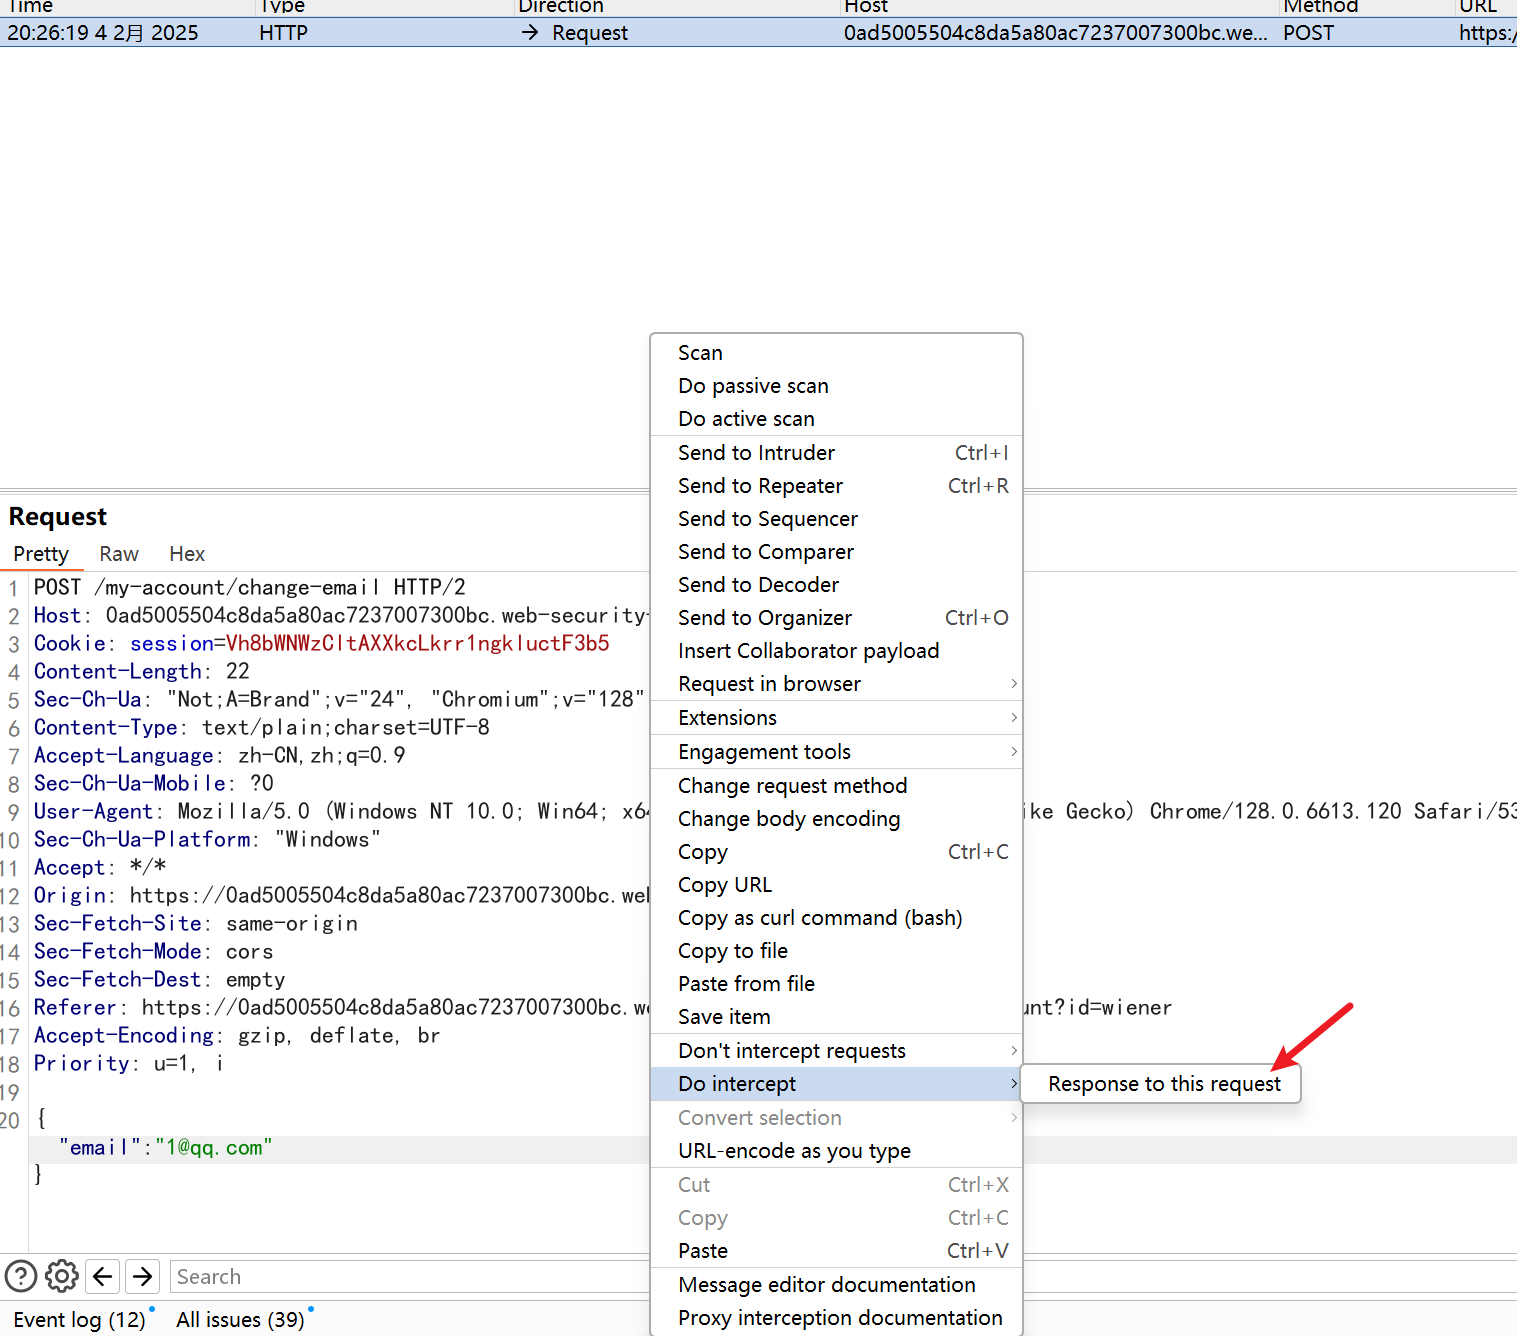 Time Type Direction Host Method URL
20:26:19 4 2月 2025 HTTP → Request 0ad5005504c8da5a80ac7237007300bc.we... POST https:/
Scan
Do passive scan
Do active scan
Send to Intruder Ctrl+I
Send to Repeater Ctrl+R
Send to Sequencer
Send to Comparer
Send to Decoder
Send to Organizer Ctrl+O
Insert Collaborator payload
Request in browser
Extensions
Engagement tools
Change request method
Change body encoding
Copy Ctrl+C
Copy URL
Copy as curl command (bash)
Copy to file
Paste from file
Save item
Don't intercept requests
Do intercept
Response to this request
Convert selection
URL-encode as you type
Cut Ctrl+X
Copy Ctrl+C
Paste Ctrl+V
Message editor documentation
Proxy interception documentation
Request
Pretty Raw Hex
1 POST /my-account/change-email HTTP/2
2 Host: 0ad5005504c8da5a80ac7237007300bc.web-security-
3 Cookie: session=Vh8bWNWzCltAXXkcLkrr1ngkluctF3b5
4 Content-Length: 22
5 Sec-Ch-Ua: "Not;A=Brand";v="24", "Chromium";v="128"
6 Content-Type: text/plain;charset=UTF-8
7 Accept-Language: zh-CN,zh;q=0.9
8 Sec-Ch-Ua-Mobile: ?0
9 User-Agent: Mozilla/5.0 (Windows NT 10.0; Win64; x64 ike Gecko) Chrome/128.0.6613.120 Safari/53
10 Sec-Ch-Ua-Platform: "Windows"
11 Accept: */*
12 Origin: https://0ad5005504c8da5a80ac7237007300bc.web
13 Sec-Fetch-Site: same-origin
14 Sec-Fetch-Mode: cors
15 Sec-Fetch-Dest: empty
16 Referer: https://0ad5005504c8da5a80ac7237007300bc.we unt?id=wiener
17 Accept-Encoding: gzip, deflate, br
18 Priority: u=1, i
19
20 {
"email":"1@qq.com"
}
Search
Event log (12) All issues (39)